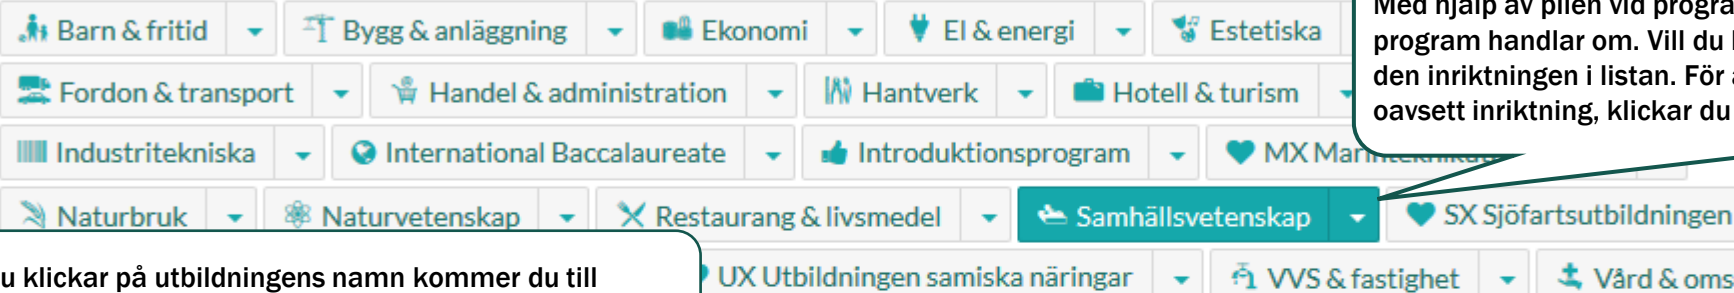 Med hjälp av pilen vid
Barn & fritid Bygg & anläggning Ekonomi El & energi Estetiska
program handlar om. Vill du
Fordon & transport Handel & administration Hantverk Hotell & turism
den inriktningen i listan. För
oavsett inriktning, klickar du
Industritekniska International Baccalaureate Introduktionsprogram MX
Naturbruk Naturvetenskap Restaurang & livsmedel Samhällsvetenskap SX Sjöfartsutbildningen
klickar på utbildningens namn kommer du till
UX Utbildningen samiska näringar VVS & fastighet Vård &